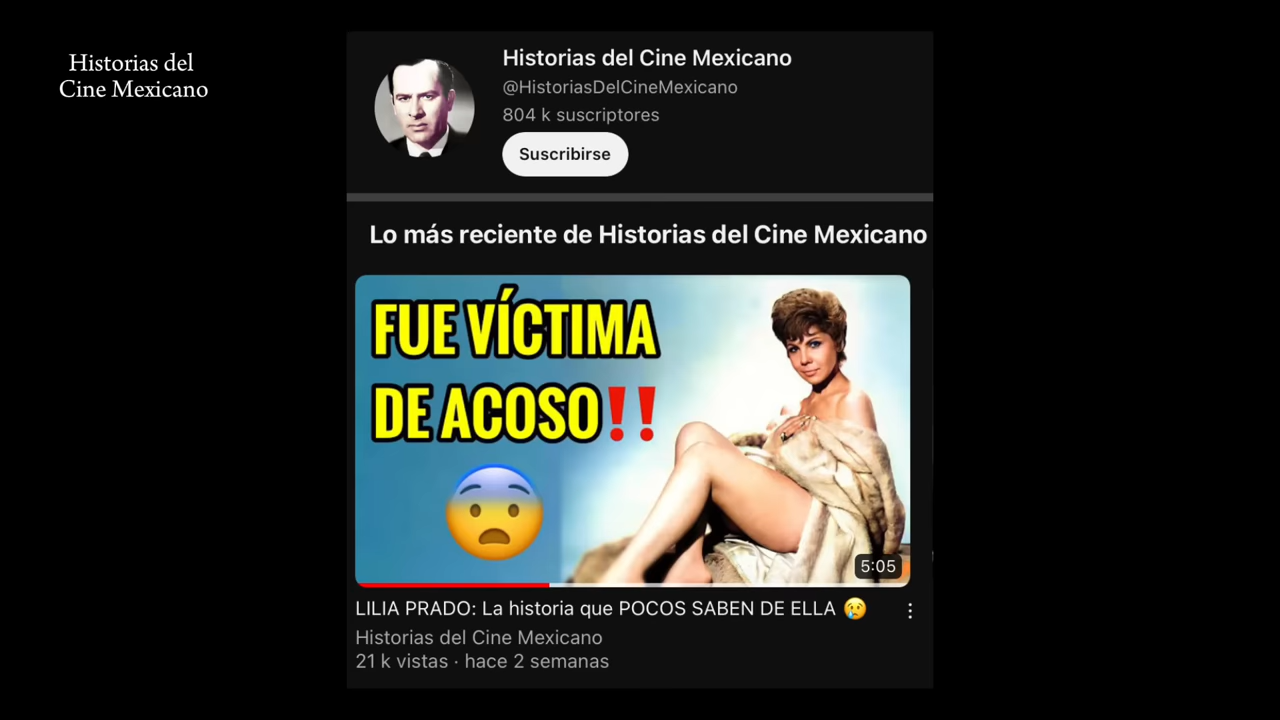 Historias del
Cine Mexicano
Historias del Cine Mexicano
@HistoriasDelCineMexicano
804 k suscriptores
Suscribirse
Lo más reciente de Historias del Cine Mexicano
FUE VÍCTIMA
DE ACOSO‼️
5:05
LILIA PRADO: La historia que POCOS SABEN DE ELLA 😢
Historias del Cine Mexicano
21 k vistas · hace 2 semanas